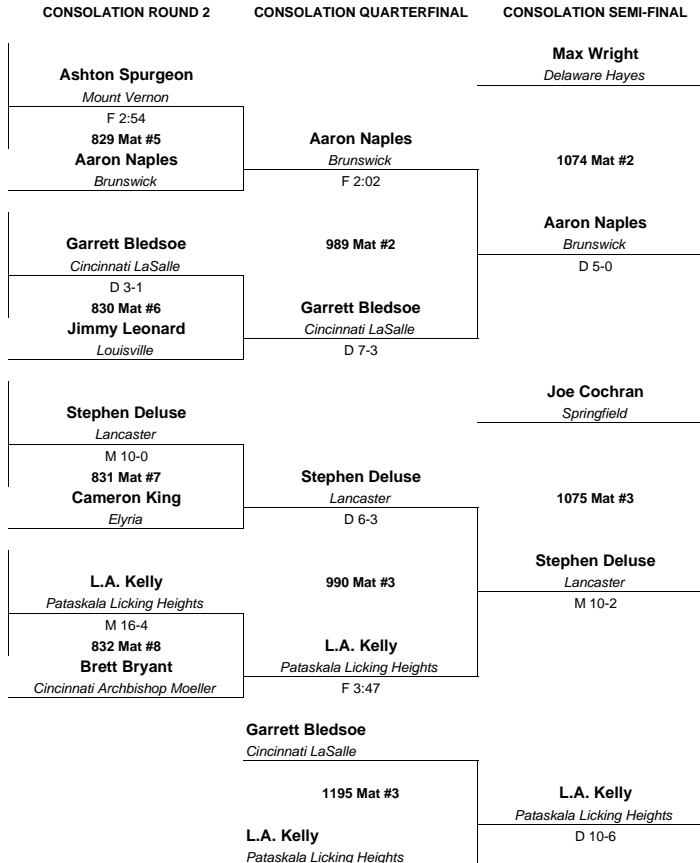 CONSOLATION ROUND 2
CONSOLATION QUARTERFINAL
CONSOLATION SEMI-FINAL
Ashton Spurgeon
Mount Vernon
F 2:54
829 Mat #5
Aaron Naples
Brunswick
Garrett Bledsoe
Cincinnati LaSalle
D 3-1
830 Mat #6
Jimmy Leonard
Louisville
Stephen Deluse
Lancaster
M 10-0
831 Mat #7
Cameron King
Elyria
L.A. Kelly
Pataskala Licking Heights
M 16-4
832 Mat #8
Brett Bryant
Cincinnati Archbishop Moeller
Aaron Naples
Brunswick
F 2:02
989 Mat #2
Garrett Bledsoe
Cincinnati LaSalle
D 7-3
Stephen Deluse
Lancaster
D 6-3
990 Mat #3
L.A. Kelly
Pataskala Licking Heights
F 3:47
Max Wright
Delaware Hayes
1074 Mat #2
Aaron Naples
Brunswick
D 5-0
Joe Cochran
Springfield
1075 Mat #3
Stephen Deluse
Lancaster
M 10-2
Garrett Bledsoe
Cincinnati LaSalle
1195 Mat #3
L.A. Kelly
Pataskala Licking Heights
L.A. Kelly
Pataskala Licking Heights
D 10-6